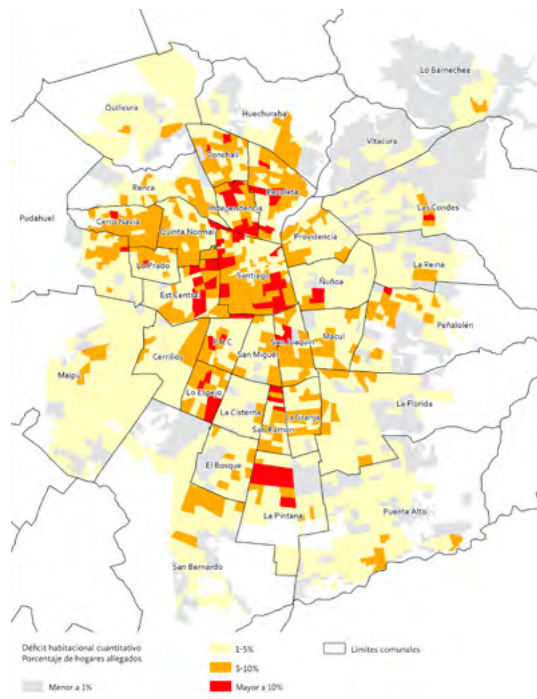 Lo Barnechea
Quilicura
Huechuraba
Vitacura
Conchalí
Recoleta
Renca
Independencia
Las Condes
Pudahuel
Cerro Navia
Quinta Normal
Providencia
Lo Prado
La Reina
Santiago
Ñuñoa
Est Central
Peñalolén
P A C
San Joaquín
Macul
Cerrillos
San Miguel
Maipú
Lo Espejo
La Cisterna
La Granja
La Florida
San Ramón
El Bosque
La Pintana
Puente Alto
San Bernardo
Déficit habitacional cuantitativo
Porcentaje de hogares allegados
Menor a 1%
1-5%
5-10%
Mayor a 10%
Limites comunales